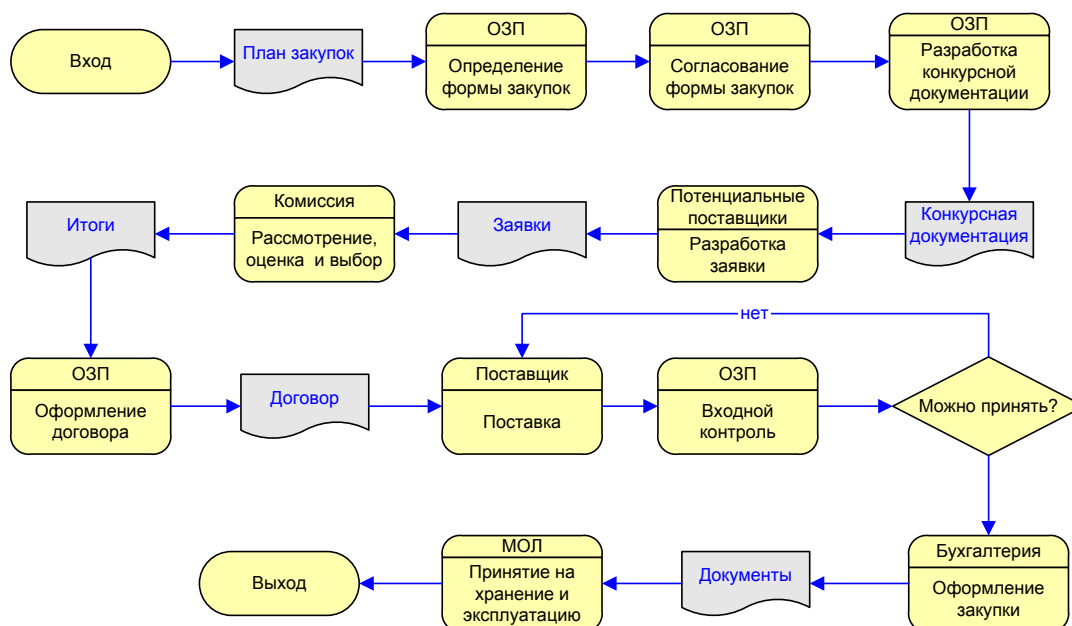 Вход
План закупок
ОЗП
Определение
формы закупок
ОЗП
Согласование
формы закупок
ОЗП
Разработка
конкурсной
документации
Итоги
Комиссия
Рассмотрение,
оценка и выбор
Заявки
Потенциальные
поставщики
Разработка
заявки
Конкурсная
документация
нет
ОЗП
Оформление
договора
Договор
Поставщик
Поставка
ОЗП
Входной
контроль
Можно принять?
Выход
МОЛ
Принятие на
хранение и
эксплуатацию
Документы
Бухгалтерия
Оформление
закупки